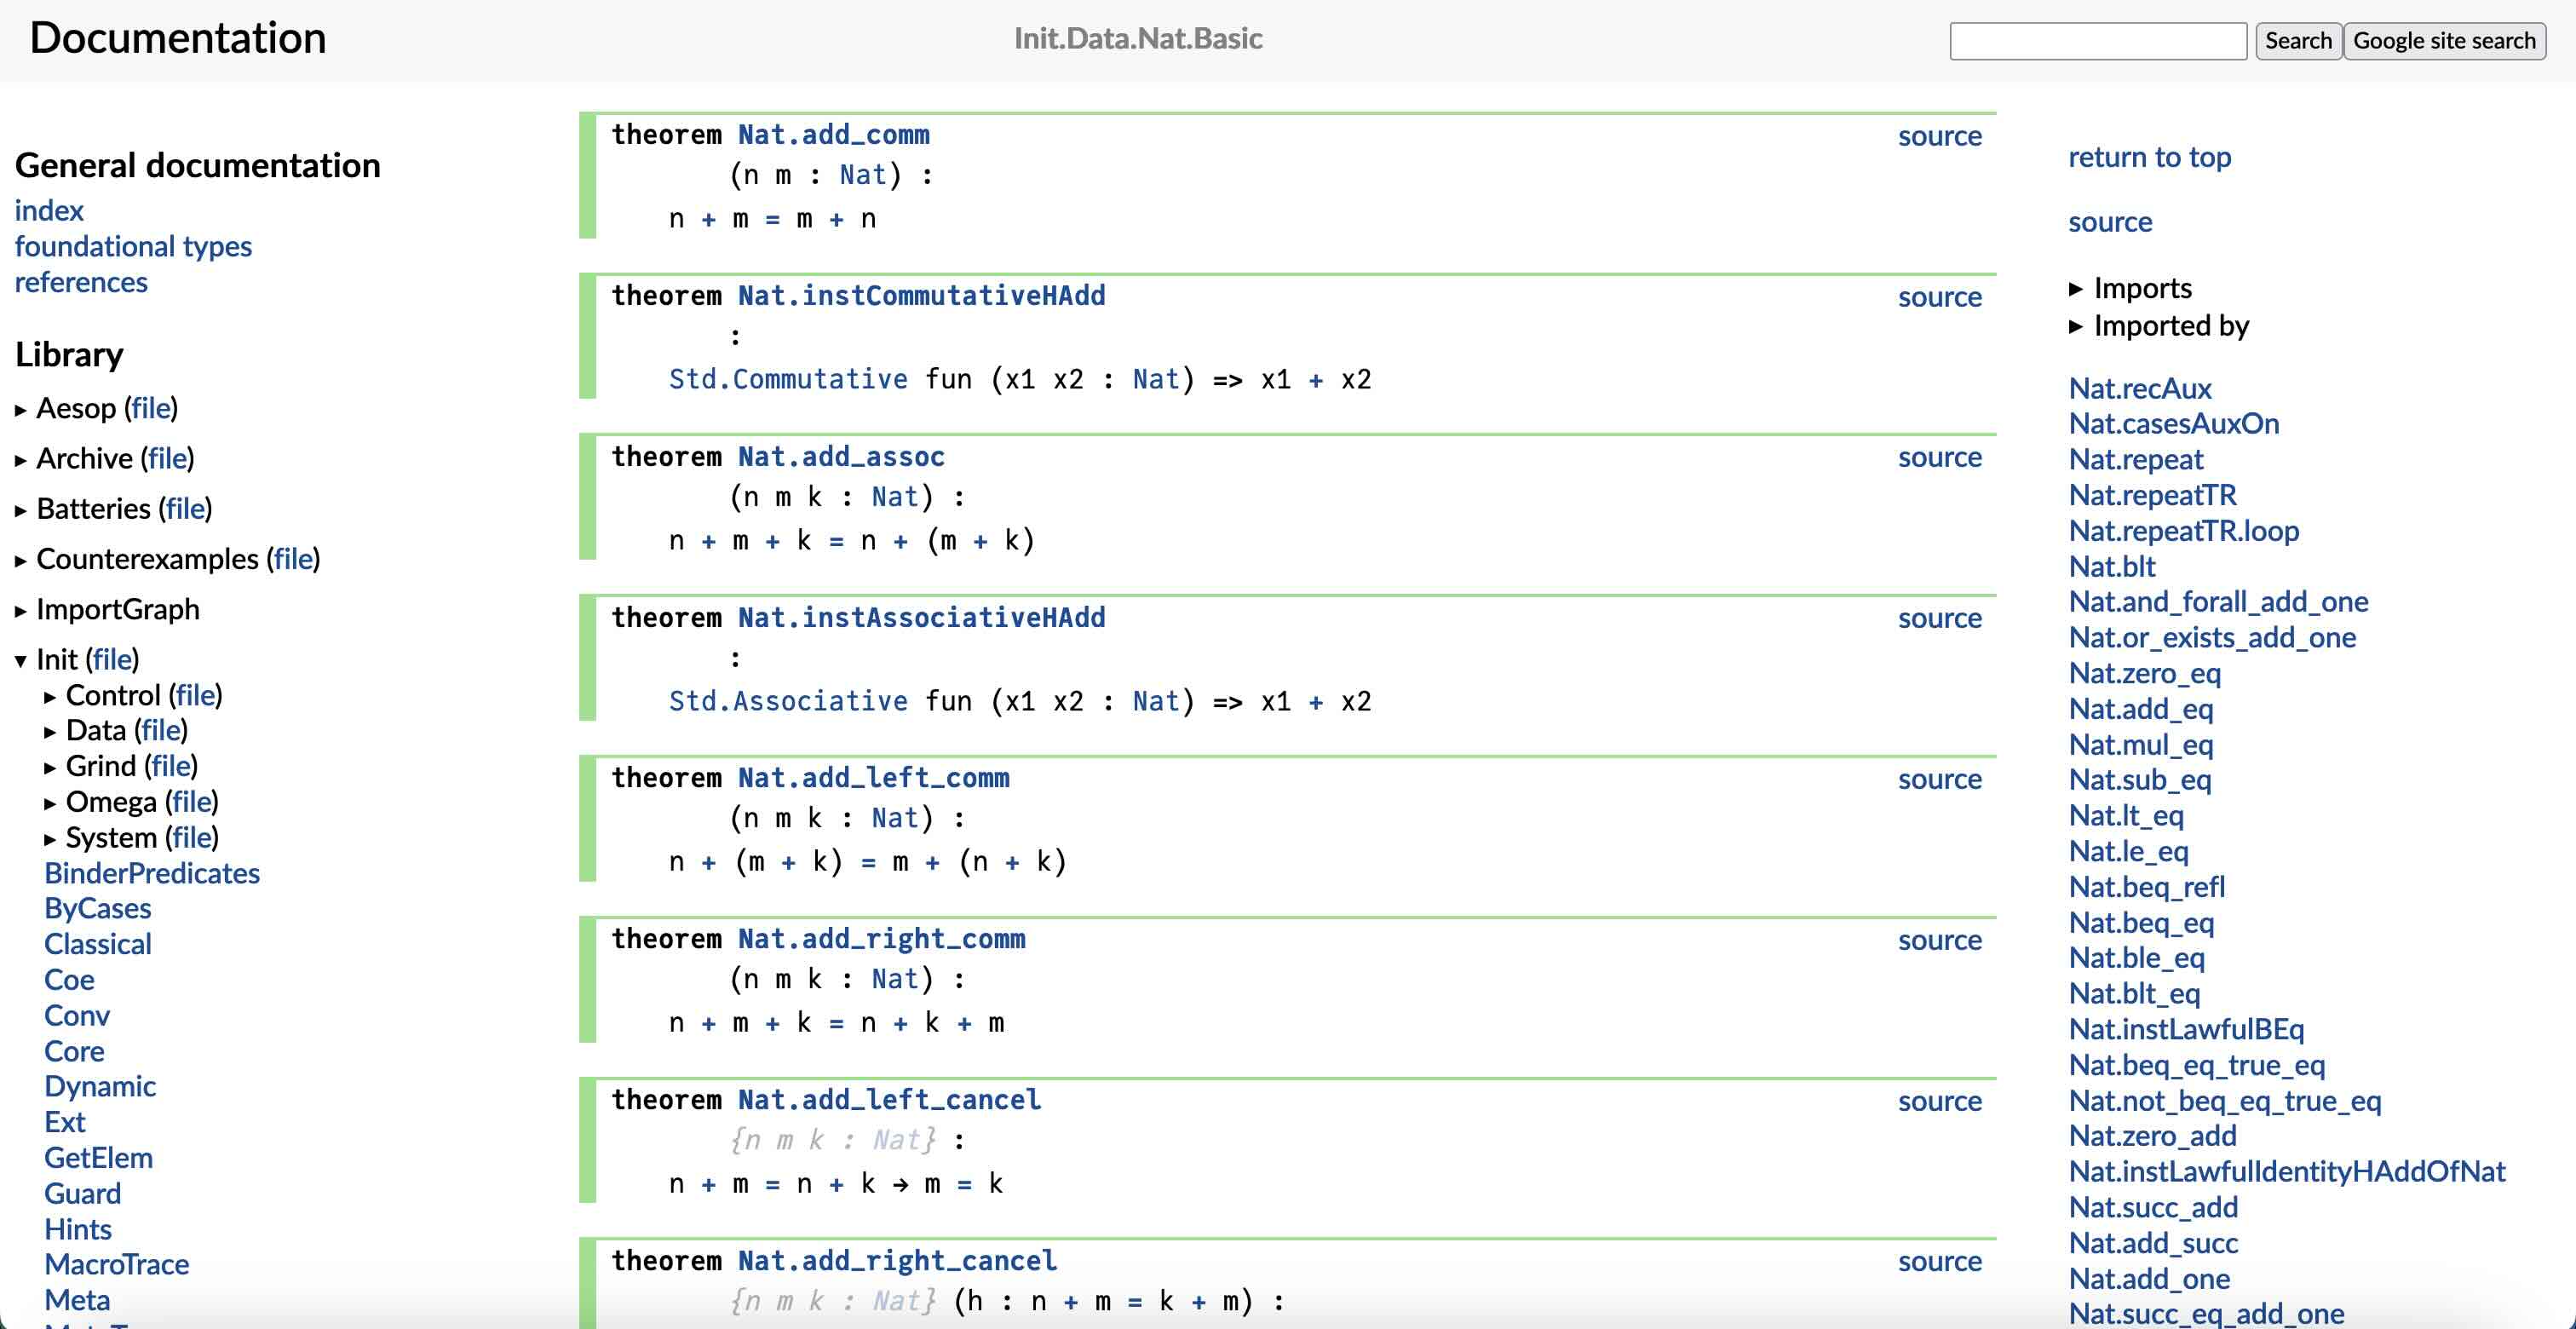 Documentation
Init.Data.Nat.Basic
Search
Google site search
General documentation
index
foundational types
references
Library
▸ Aesop (file)
▸ Archive (file)
▸ Batteries (file)
▸ Counterexamples (file)
▸ ImportGraph
▾ Init (file)
▸ Control (file)
▸ Data (file)
▸ Grind (file)
▸ Omega (file)
▸ System (file)
BinderPredicates
ByCases
Classical
Coe
Conv
Core
Dynamic
Ext
GetElem
Guard
Hints
MacroTrace
Meta
theorem Nat.add_comm source
(n m : Nat) :
n + m = m + n
theorem Nat.instCommutativeHAdd source
:
Std.Commutative fun (x1 x2 : Nat) => x1 + x2
theorem Nat.add_assoc source
(n m k : Nat) :
n + m + k = n + (m + k)
theorem Nat.instAssociativeHAdd source
:
Std.Associative fun (x1 x2 : Nat) => x1 + x2
theorem Nat.add_left_comm source
(n m k : Nat) :
n + (m + k) = m + (n + k)
theorem Nat.add_right_comm source
(n m k : Nat) :
n + m + k = n + k + m
theorem Nat.add_left_cancel source
{n m k : Nat} :
n + m = n + k → m = k
theorem Nat.add_right_cancel source
{n m k : Nat} (h : n + m = k + m) :
return to top
source
▸ Imports
▸ Imported by
Nat.recAux
Nat.casesAuxOn
Nat.repeat
Nat.repeatTR
Nat.repeatTR.loop
Nat.blt
Nat.and_forall_add_one
Nat.or_exists_add_one
Nat.zero_eq
Nat.add_eq
Nat.mul_eq
Nat.sub_eq
Nat.lt_eq
Nat.le_eq
Nat.beq_refl
Nat.beq_eq
Nat.ble_eq
Nat.blt_eq
Nat.instLawfulBEq
Nat.beq_eq_true_eq
Nat.not_beq_eq_true_eq
Nat.zero_add
Nat.instLawfulIdentityHAddOfNat
Nat.succ_add
Nat.add_succ
Nat.add_one
Nat.succ_eq_add_one